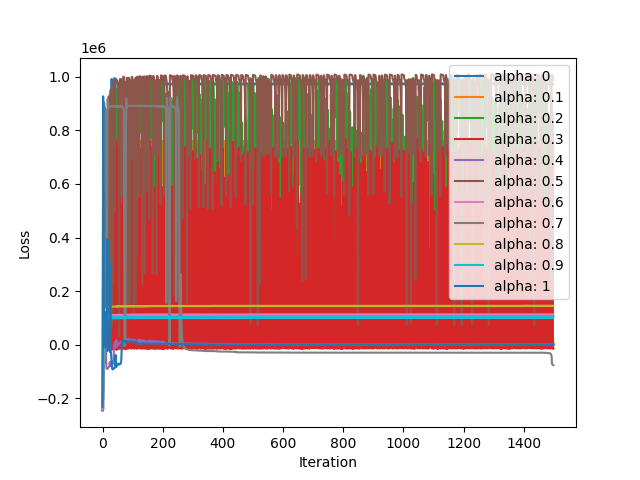 1e6
1.0
0.8
0.6
0.4
0.2
0.0
−0.2
Loss
0
200
400
600
800
1000
1200
1400
Iteration
alpha: 0
alpha: 0.1
alpha: 0.2
alpha: 0.3
alpha: 0.4
alpha: 0.5
alpha: 0.6
alpha: 0.7
alpha: 0.8
alpha: 0.9
alpha: 1